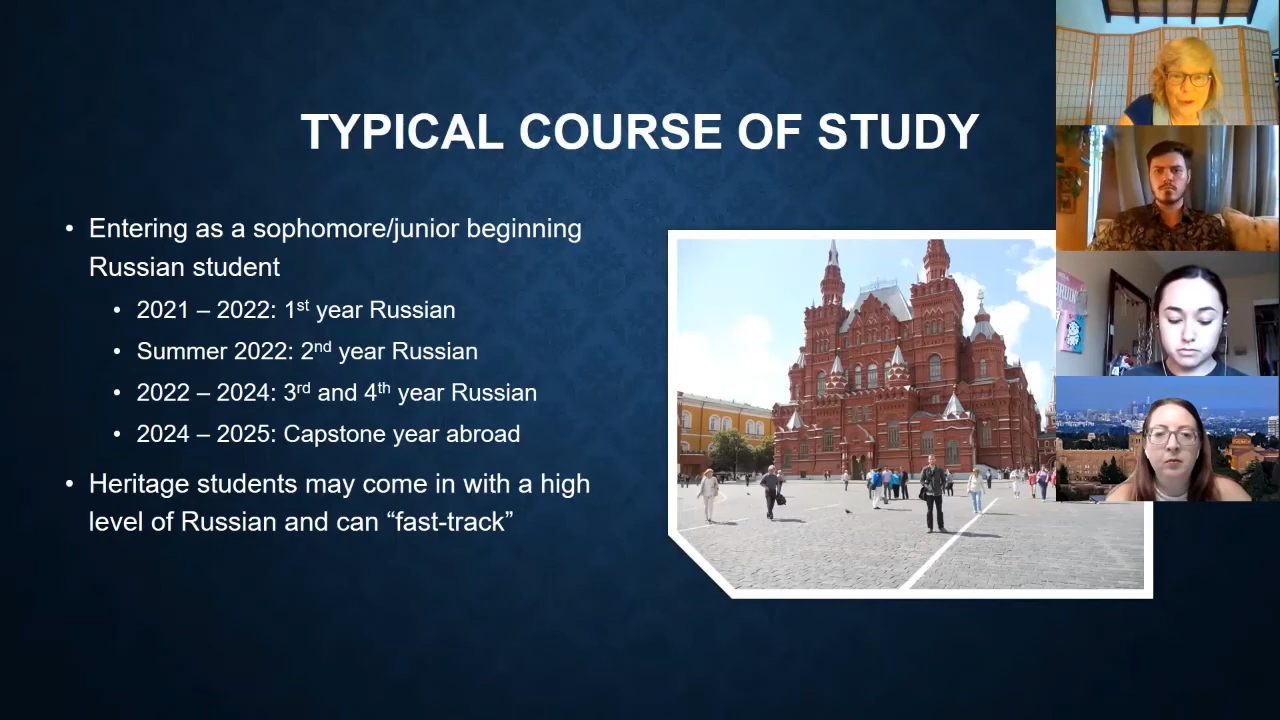 TYPICAL COURSE OF STUDY
• Entering as a sophomore/junior beginning
Russian student
• 2021 – 2022: 1st year Russian
• Summer 2022: 2nd year Russian
• 2022 – 2024: 3rd and 4th year Russian
• 2024 – 2025: Capstone year abroad
• Heritage students may come in with a high
level of Russian and can “fast-track”